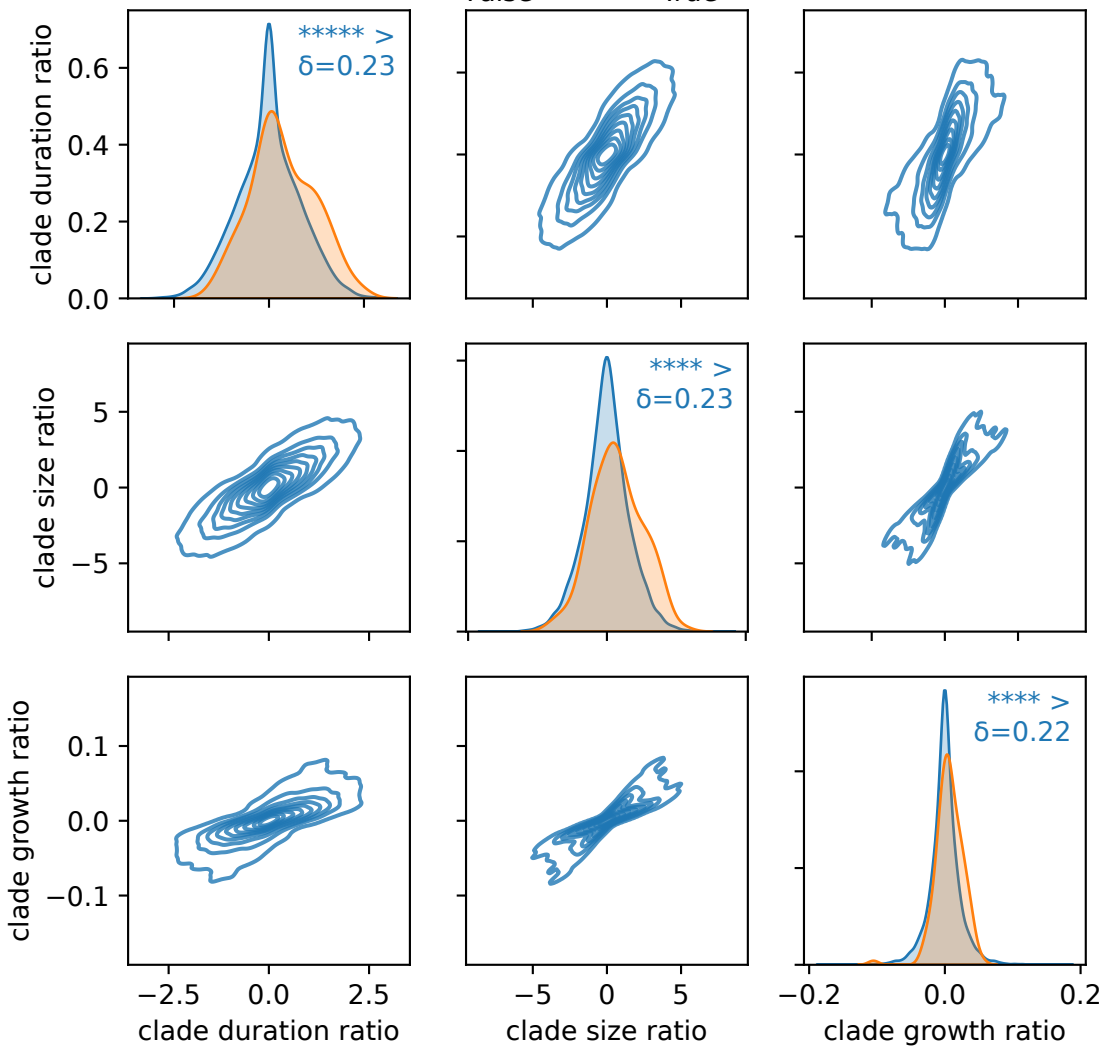 ***** >
δ=0.23
clade duration ratio
0.6
0.4
0.2
0.0
**** >
δ=0.23
clade size ratio
5
0
−5
**** >
δ=0.22
clade growth ratio
0.1
0.0
−0.1
−2.5 0.0 2.5
clade duration ratio
−5 0 5
clade size ratio
−0.2 0.0 0.2
clade growth ratio